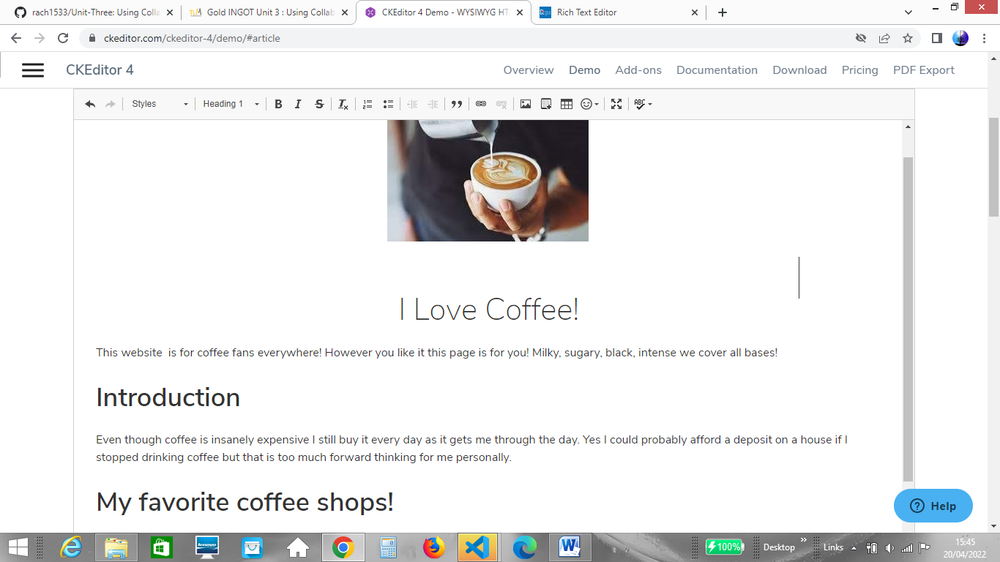 rach1533/Unit-Three: Using Colla
TLM Gold INGOT Unit 3 : Using Collab
CKEditor 4 Demo - WYSIWYG HT
Rich Text Editor
ckeditor.com/ckeditor-4/demo/#article
CKEditor 4 Overview Demo Add-ons Documentation Download Pricing PDF Export
Styles Heading 1 B I S Tx ABC
I Love Coffee!
This website  is for coffee fans everywhere! However you like it this page is for you! Milky, sugary, black, intense we cover all bases!
Introduction
Even though coffee is insanely expensive I still buy it every day as it gets me through the day. Yes I could probably afford a deposit on a house if I
stopped drinking coffee but that is too much forward thinking for me personally.
My favorite coffee shops!
Help
lenovo
100% Desktop » Links 15:45
20/04/2022